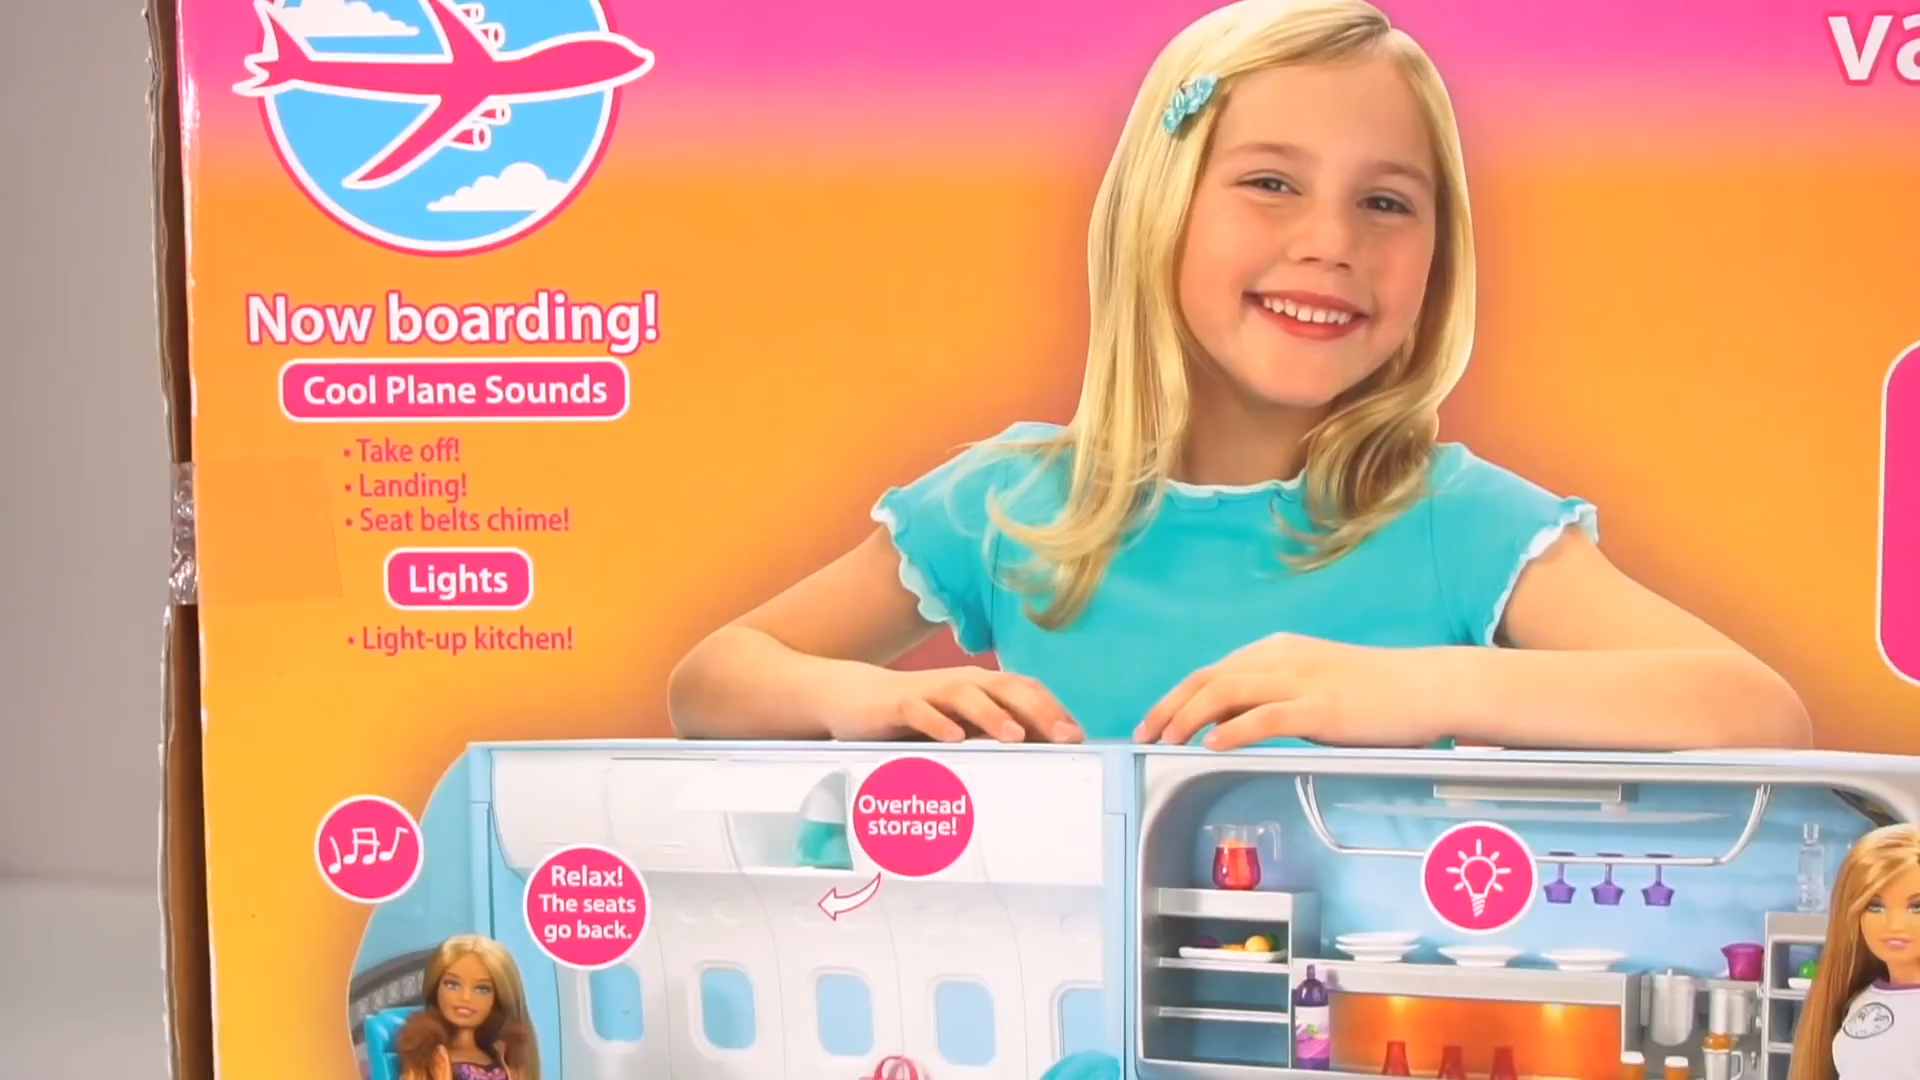 Now boarding!
Cool Plane Sounds
• Take off!
• Landing!
• Seat belts chime!
Lights
• Light-up kitchen!
Overhead
storage!
Relax!
The seats
go back.